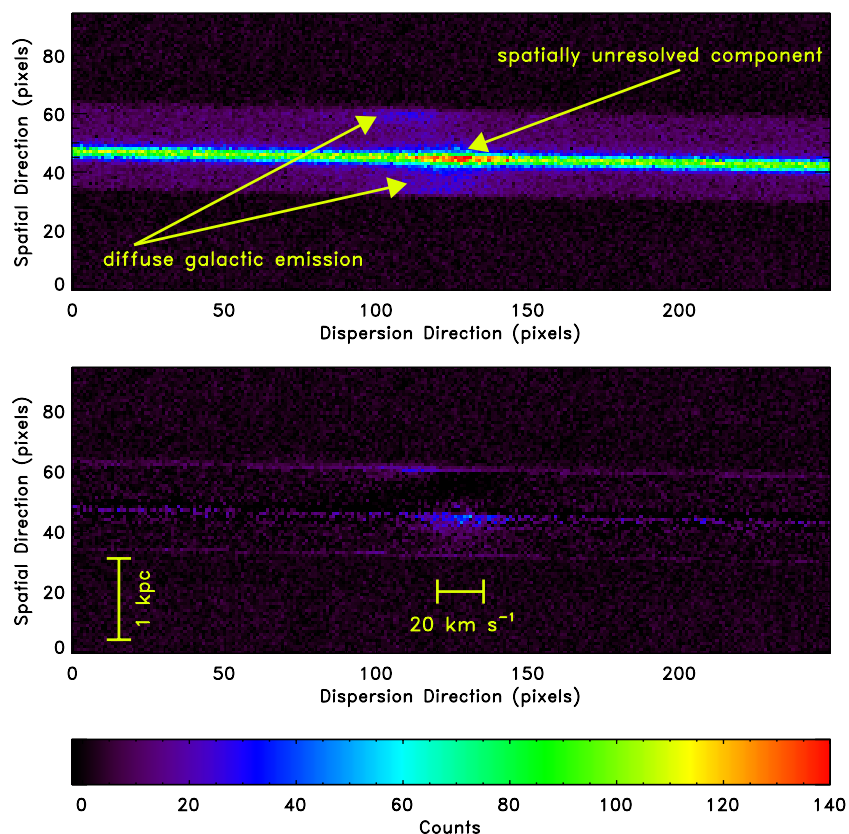 80
60
40
20
0
Spatial Direction (pixels)
spatially unresolved component
diffuse galactic emission
0 50 100 150 200
Dispersion Direction (pixels)
80
60
40
20
0
Spatial Direction (pixels)
1 kpc
20 km s⁻¹
0 50 100 150 200
Dispersion Direction (pixels)
0 20 40 60 80 100 120 140
Counts